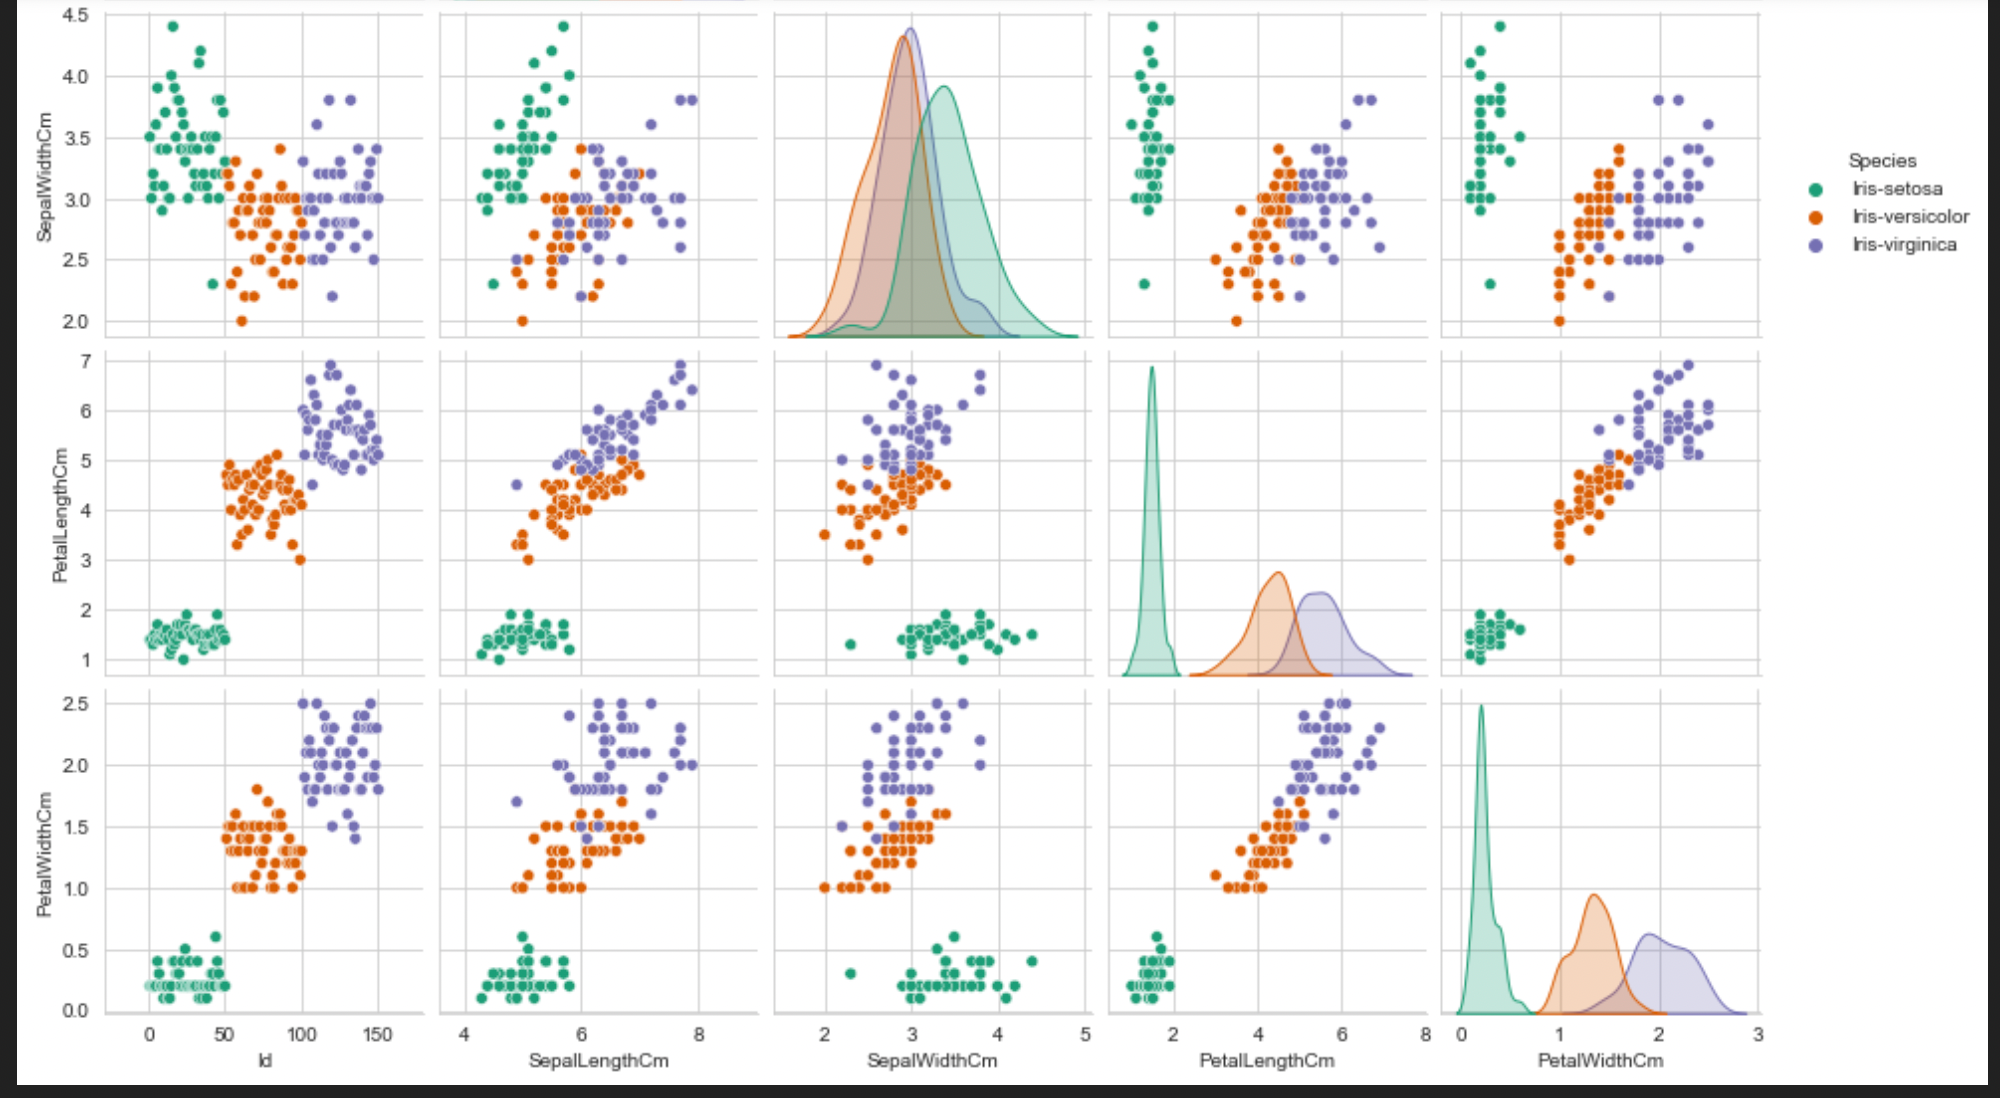 4.5
4.0
3.5
3.0
2.5
2.0
SepalWidthCm
Species
Iris-setosa
Iris-versicolor
Iris-virginica
7
6
5
4
3
2
1
PetalLengthCm
2.5
2.0
1.5
1.0
0.5
0.0
PetalWidthCm
0 50 100 150
4 6 8
2 3 4 5
2 4 6 8
0 1 2 3
Id
SepalLengthCm
SepalWidthCm
PetalLengthCm
PetalWidthCm